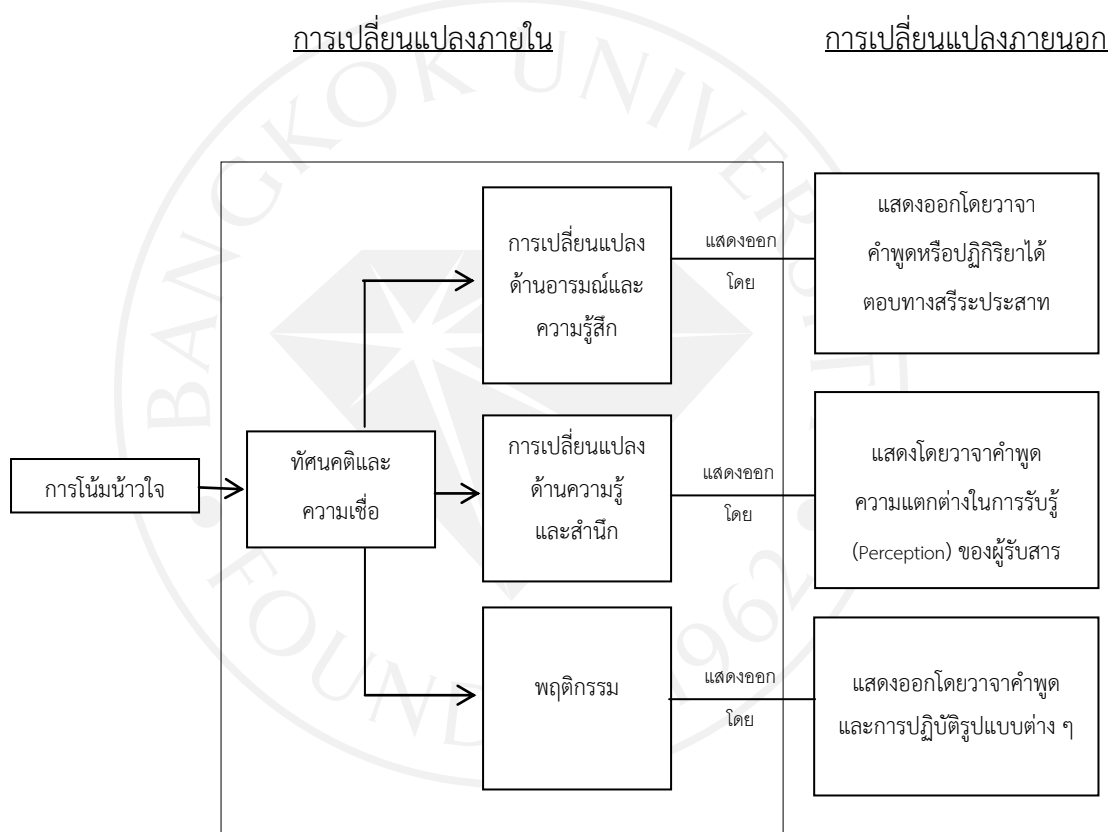 การเปลี่ยนแปลงภายใน
การเปลี่ยนแปลงภายนอก
การโน้มน้าวใจ
ทัศนคติและ
ความเชื่อ
การเปลี่ยนแปลง
ด้านอารมณ์และ
ความรู้สึก
แสดงออก
โดย
แสดงออกโดยวาจา
คำพูดหรือปฏิกิริยาได้
ตอบทางสรีระประสาท
การเปลี่ยนแปลง
ด้านความรู้
และสำนึก
แสดงออก
โดย
แสดงโดยวาจาคำพูด
ความแตกต่างในการรับรู้
(Perception) ของผู้รับสาร
พฤติกรรม
แสดงออก
โดย
แสดงออกโดยวาจาคำพูด
และการปฏิบัติรูปแบบต่าง ๆ
BANGKOK UNIVERSITY
FOUNDED 1962